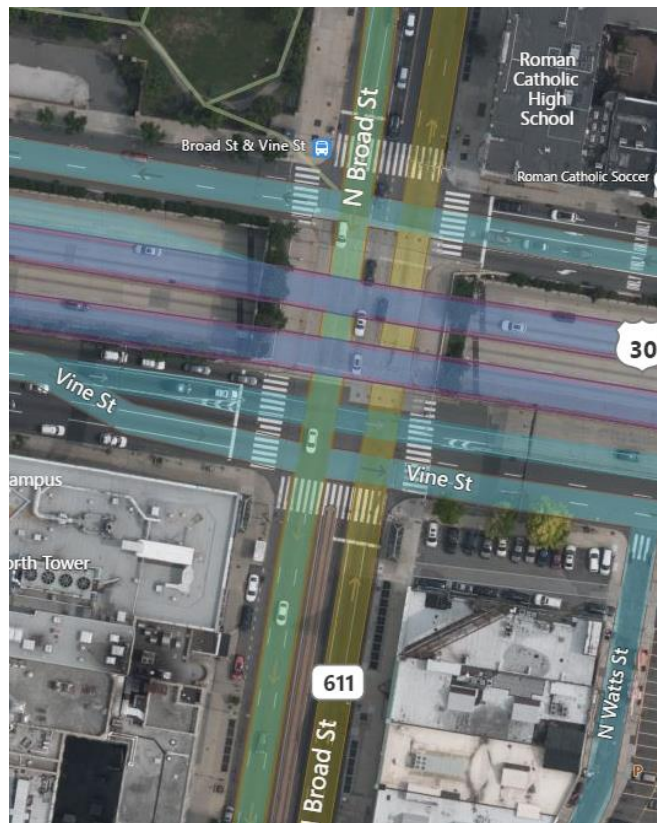 Roman
Catholic
High
School
Broad St & Vine St
N Broad St
Roman Catholic Soccer
30
Vine St
Vine St
ampus
orth Tower
611
N Watts St
Broad St
P